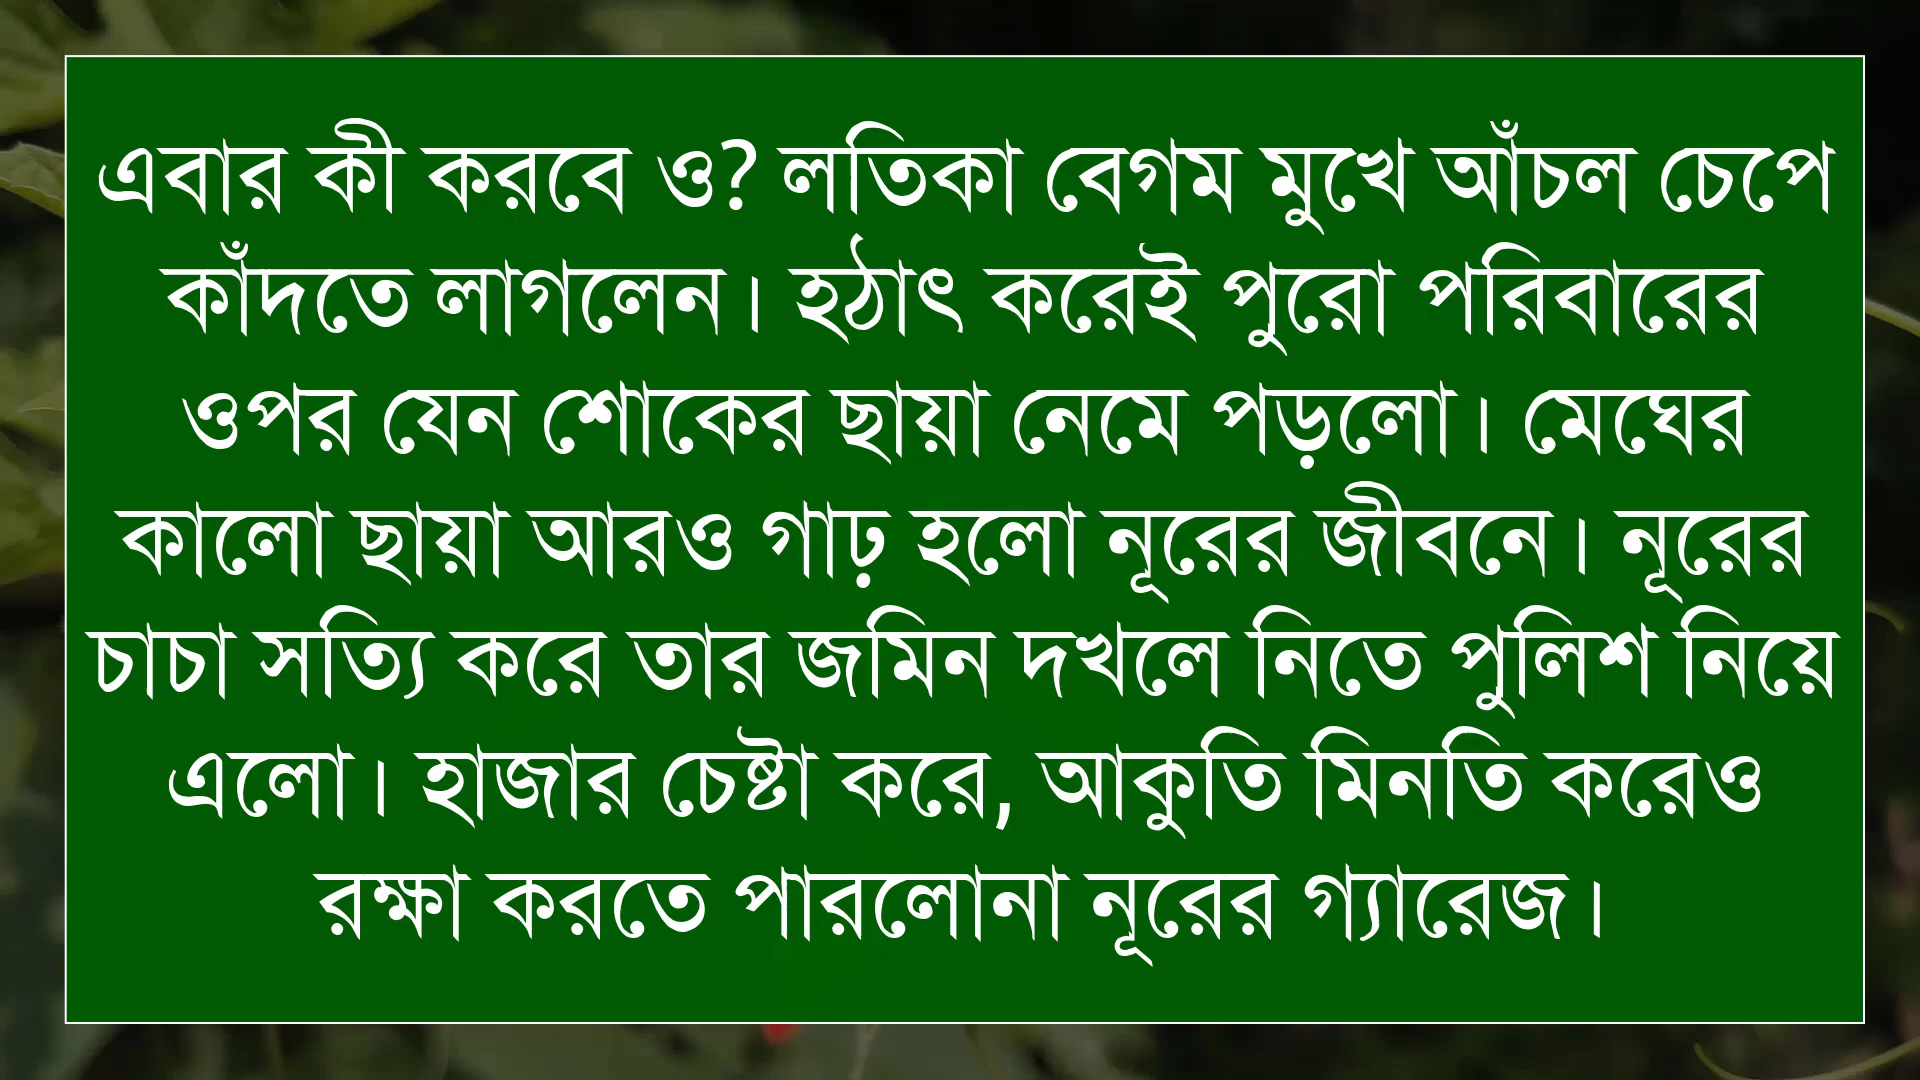 এবার কী করবে ও? লতিকা বেগম মুখে আঁচল চেপে
কাঁদতে লাগলেন। হঠাৎ করেই পুরো পরিবারের
ওপর যেন শোকের ছায়া নেমে পড়লো। মেঘের
কালো ছায়া আরও গাঢ় হলো নূরের জীবনে। নূরের
চাচা সত্যি করে তার জমিন দখলে নিতে পুলিশ নিয়ে
এলো। হাজার চেষ্টা করে, আকুতি মিনতি করেও
রক্ষা করতে পারলোনা নূরের গ্যারেজ।